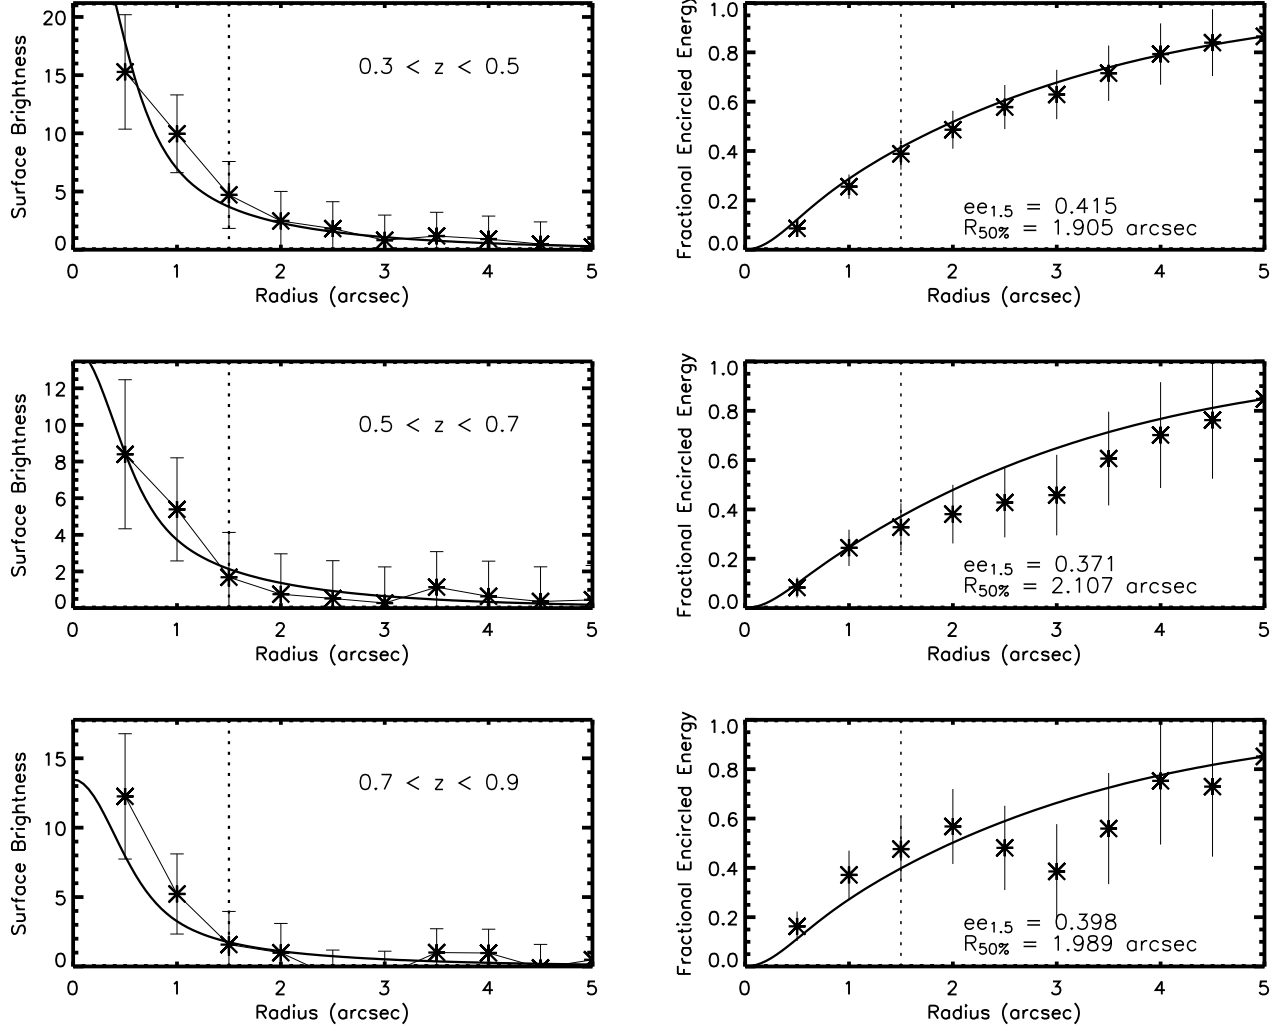 Surface Brightness
20
15
10
5
0
0.3 < z < 0.5
0 1 2 3 4 5
Radius (arcsec)
Fractional Encircled Energy
1.0
0.8
0.6
0.4
0.2
0.0
ee1.5 = 0.415
R50% = 1.905 arcsec
0 1 2 3 4 5
Radius (arcsec)
Surface Brightness
12
10
8
6
4
2
0
0.5 < z < 0.7
0 1 2 3 4 5
Radius (arcsec)
Fractional Encircled Energy
1.0
0.8
0.6
0.4
0.2
0.0
ee1.5 = 0.371
R50% = 2.107 arcsec
0 1 2 3 4 5
Radius (arcsec)
Surface Brightness
15
10
5
0
0.7 < z < 0.9
0 1 2 3 4 5
Radius (arcsec)
Fractional Encircled Energy
1.0
0.8
0.6
0.4
0.2
0.0
ee1.5 = 0.398
R50% = 1.989 arcsec
0 1 2 3 4 5
Radius (arcsec)